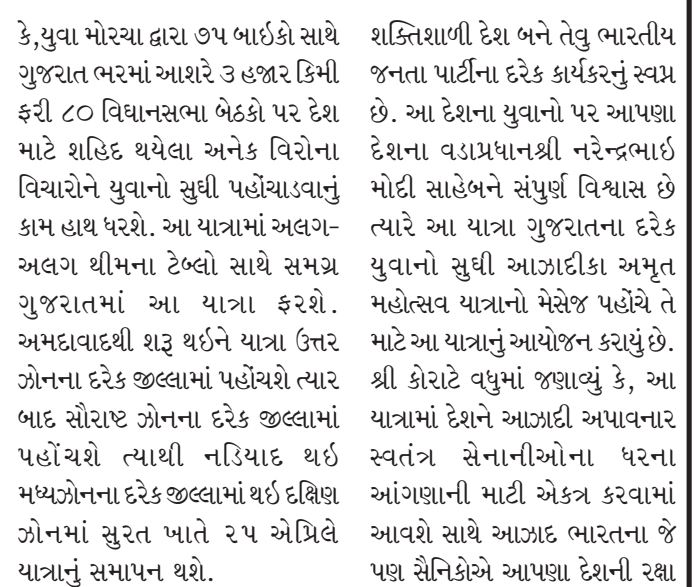 કે,યુવા મોરચા દ્વારા ૭૫ બાઇકો સાથે
ગુજરાત ભરમાં આશરે ૩ હજાર કિમી
ફરી ૮૦ વિધાનસભા બેઠકો પર દેશ
માટે શહિદ થયેલા અનેક વિરોના
વિચારોને યુવાનો સુધી પહોંચાડવાનું
કામ હાથ ધરશે. આ યાત્રામાં અલગ-
અલગ થીમના ટેબ્લો સાથે સમગ્ર
ગુજરાતમાં આ યાત્રા ફરશે.
અમદાવાદથી શરૂ થઇને યાત્રા ઉત્તર
ઝોનના દરેક જીલ્લામાં પહોંચશે ત્યાર
બાદ સૌરાષ્ટ ઝોનના દરેક જીલ્લામાં
પહોંચશે ત્યાથી નડિયાદ થઇ
મધ્યઝોનના દરેક જીલ્લામાં થઇ દક્ષિણ
ઝોનમાં સુરત ખાતે ૨૫ એપ્રિલે
યાત્રાનું સમાપન થશે.
શક્તિશાળી દેશ બને તેવુ ભારતીય
જનતા પાર્ટીના દરેક કાર્યકરનું સ્વપ્ન
છે. આ દેશના યુવાનો પર આપણા
દેશના વડાપ્રધાનશ્રી નરેન્દ્રભાઇ
મોદી સાહેબને સંપુર્ણ વિશ્વાસ છે
ત્યારે આ યાત્રા ગુજરાતના દરેક
યુવાનો સુધી આઝાદીકા અમૃત
મહોત્સવ યાત્રાનો મેસેજ પહોંચે તે
માટે આ યાત્રાનું આયોજન કરાયું છે.
શ્રી કોરાટે વધુમાં જણાવ્યું કે, આ
યાત્રામાં દેશને આઝાદી અપાવનાર
સ્વતંત્ર સેનાનીઓના ઘરના
આંગણાની માટી એકત્ર કરવામાં
આવશે સાથે આઝાદ ભારતના જે
પણ સૈનિકોએ આપણા દેશની રક્ષા